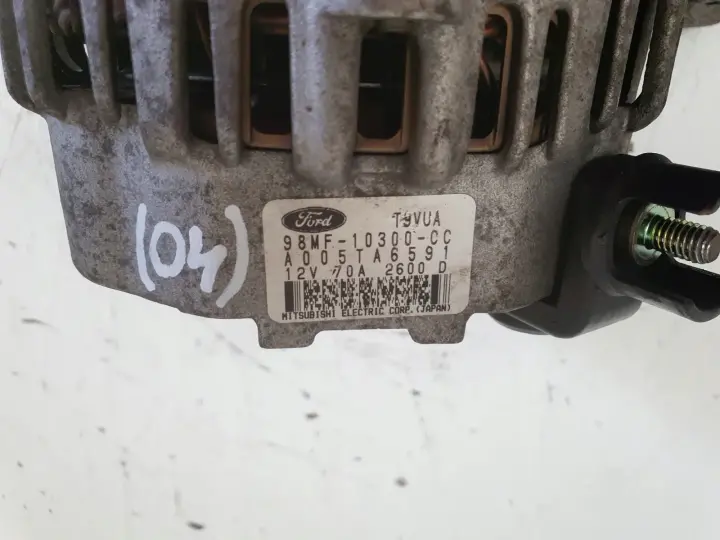 (04)
Ford T9VUA
98MF-10300-CC
A005TA6591
12V 70A 2600 D
MITSUBISHI ELECTRIC CORP. (JAPAN)